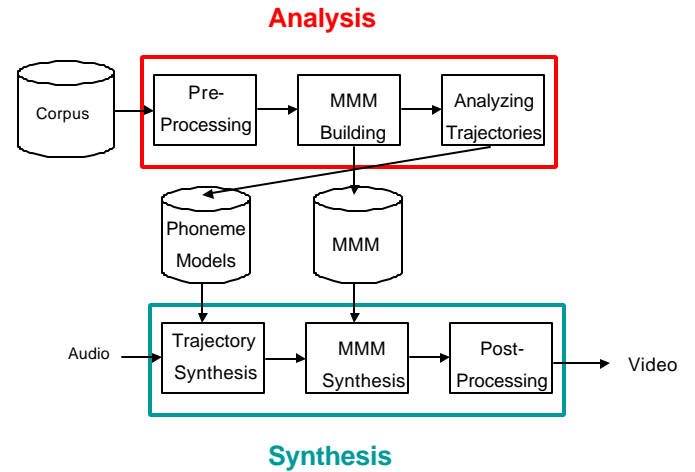 Analysis
Corpus
Pre-
Processing
MMM
Building
Analyzing
Trajectories
Phoneme
Models
MMM
Audio
Trajectory
Synthesis
MMM
Synthesis
Post-
Processing
Video
Synthesis